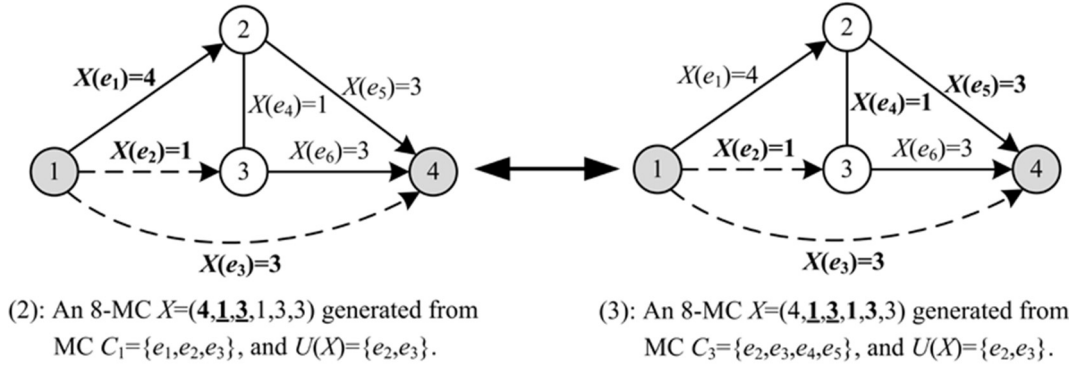 2
2
X(e₁)=4
X(e₅)=3
X(e₁)=4
X(e₅)=3
X(e₄)=1
X(e₄)=1
X(e₂)=1
X(e₆)=3
X(e₂)=1
X(e₆)=3
1
3
4
1
3
4
X(e₃)=3
X(e₃)=3
(2): An 8-MC X=(4,1,3,1,3,3) generated from
MC C₁={e₁,e₂,e₃}, and U(X)={e₂,e₃}.
(3): An 8-MC X=(4,1,3,1,3,3) generated from
MC C₃={e₂,e₃,e₄,e₅}, and U(X)={e₂,e₃}.